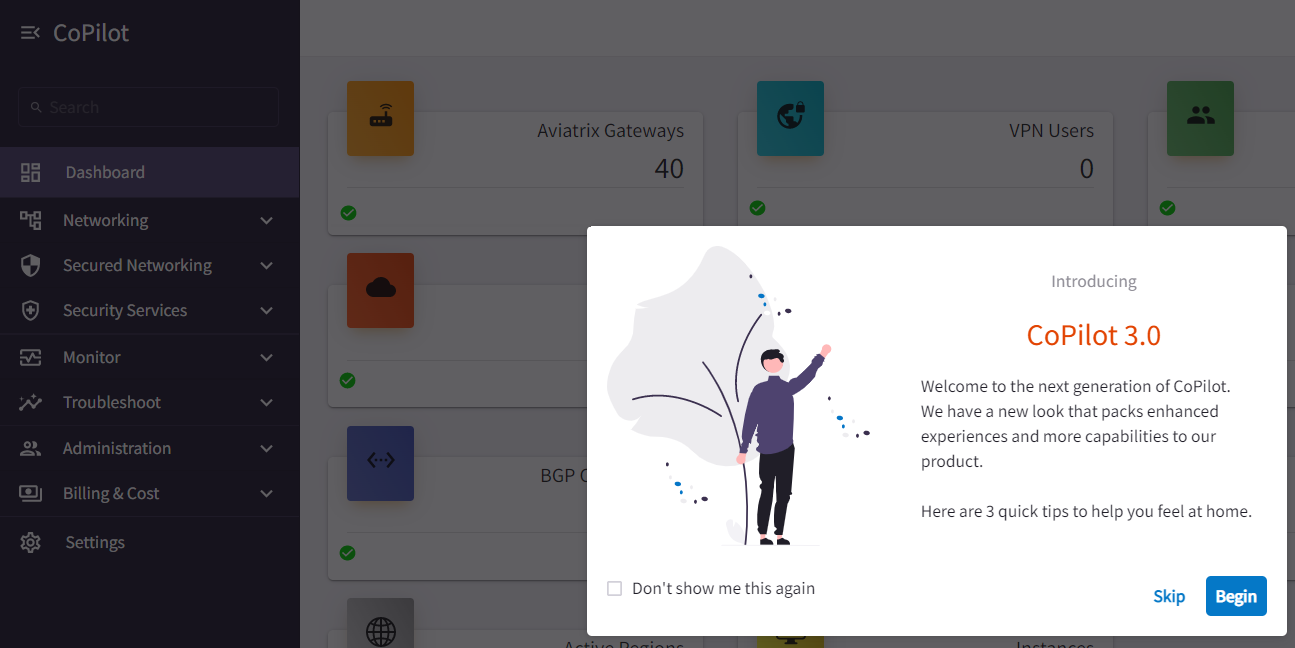 CoPilot
Search
Dashboard
Networking
Secured Networking
Security Services
Monitor
Troubleshoot
Administration
Billing & Cost
Settings
Aviatrix Gateways
40
VPN Users
0
BGP
Active Regions
Instances
Introducing
CoPilot 3.0
Welcome to the next generation of CoPilot.
We have a new look that packs enhanced
experiences and more capabilities to our
product.
Here are 3 quick tips to help you feel at home.
Don't show me this again
Skip
Begin